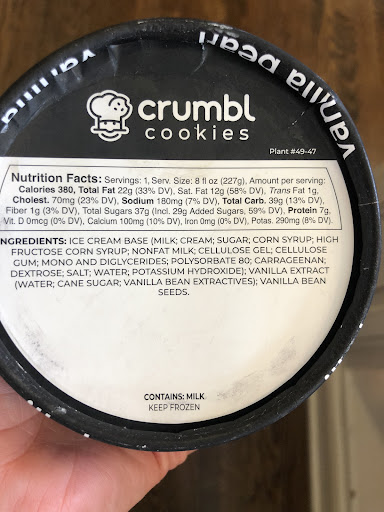 vanilla bean
vanilla
crumbl
cookies
Plant #49-47
Nutrition Facts: Servings: 1, Serv. Size: 8 fl oz (227g), Amount per serving:
Calories 380, Total Fat 22g (33% DV), Sat. Fat 12g (58% DV), Trans Fat 1g,
Cholest. 70mg (23% DV), Sodium 180mg (7% DV), Total Carb. 39g (13% DV),
Fiber 1g (3% DV), Total Sugars 37g (Incl. 29g Added Sugars, 59% DV), Protein 7g,
Vit. D 0mcg (0% DV), Calcium 100mg (10% DV), Iron 0mg (0% DV), Potas. 290mg (8% DV).
INGREDIENTS: ICE CREAM BASE (MILK; CREAM; SUGAR; CORN SYRUP; HIGH
FRUCTOSE CORN SYRUP; NONFAT MILK; CELLULOSE GEL; CELLULOSE
GUM; MONO AND DIGLYCERIDES; POLYSORBATE 80; CARRAGEENAN;
DEXTROSE; SALT; WATER; POTASSIUM HYDROXIDE); VANILLA EXTRACT
(WATER; CANE SUGAR; VANILLA BEAN EXTRACTIVES); VANILLA BEAN
SEEDS.
CONTAINS: MILK
KEEP FROZEN